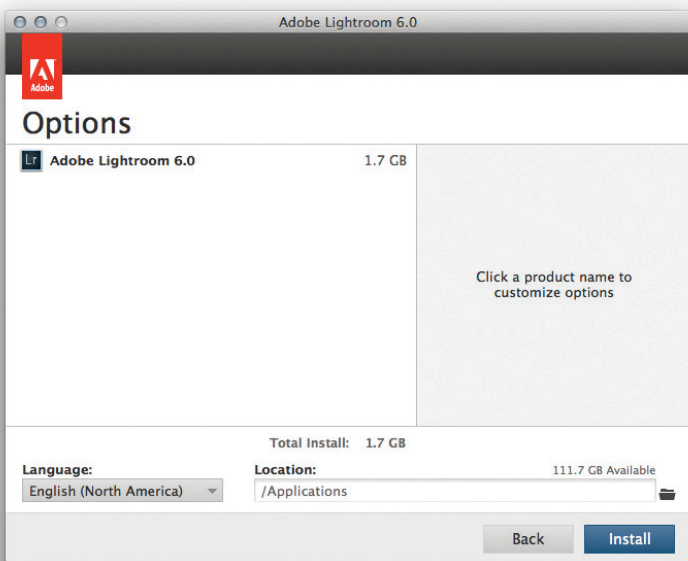 Adobe Lightroom 6.0
Adobe
Options
Lr Adobe Lightroom 6.0 1.7 GB
Click a product name to
customize options
Total Install: 1.7 GB
Language: Location: 111.7 GB Available
English (North America) /Applications
Back Install